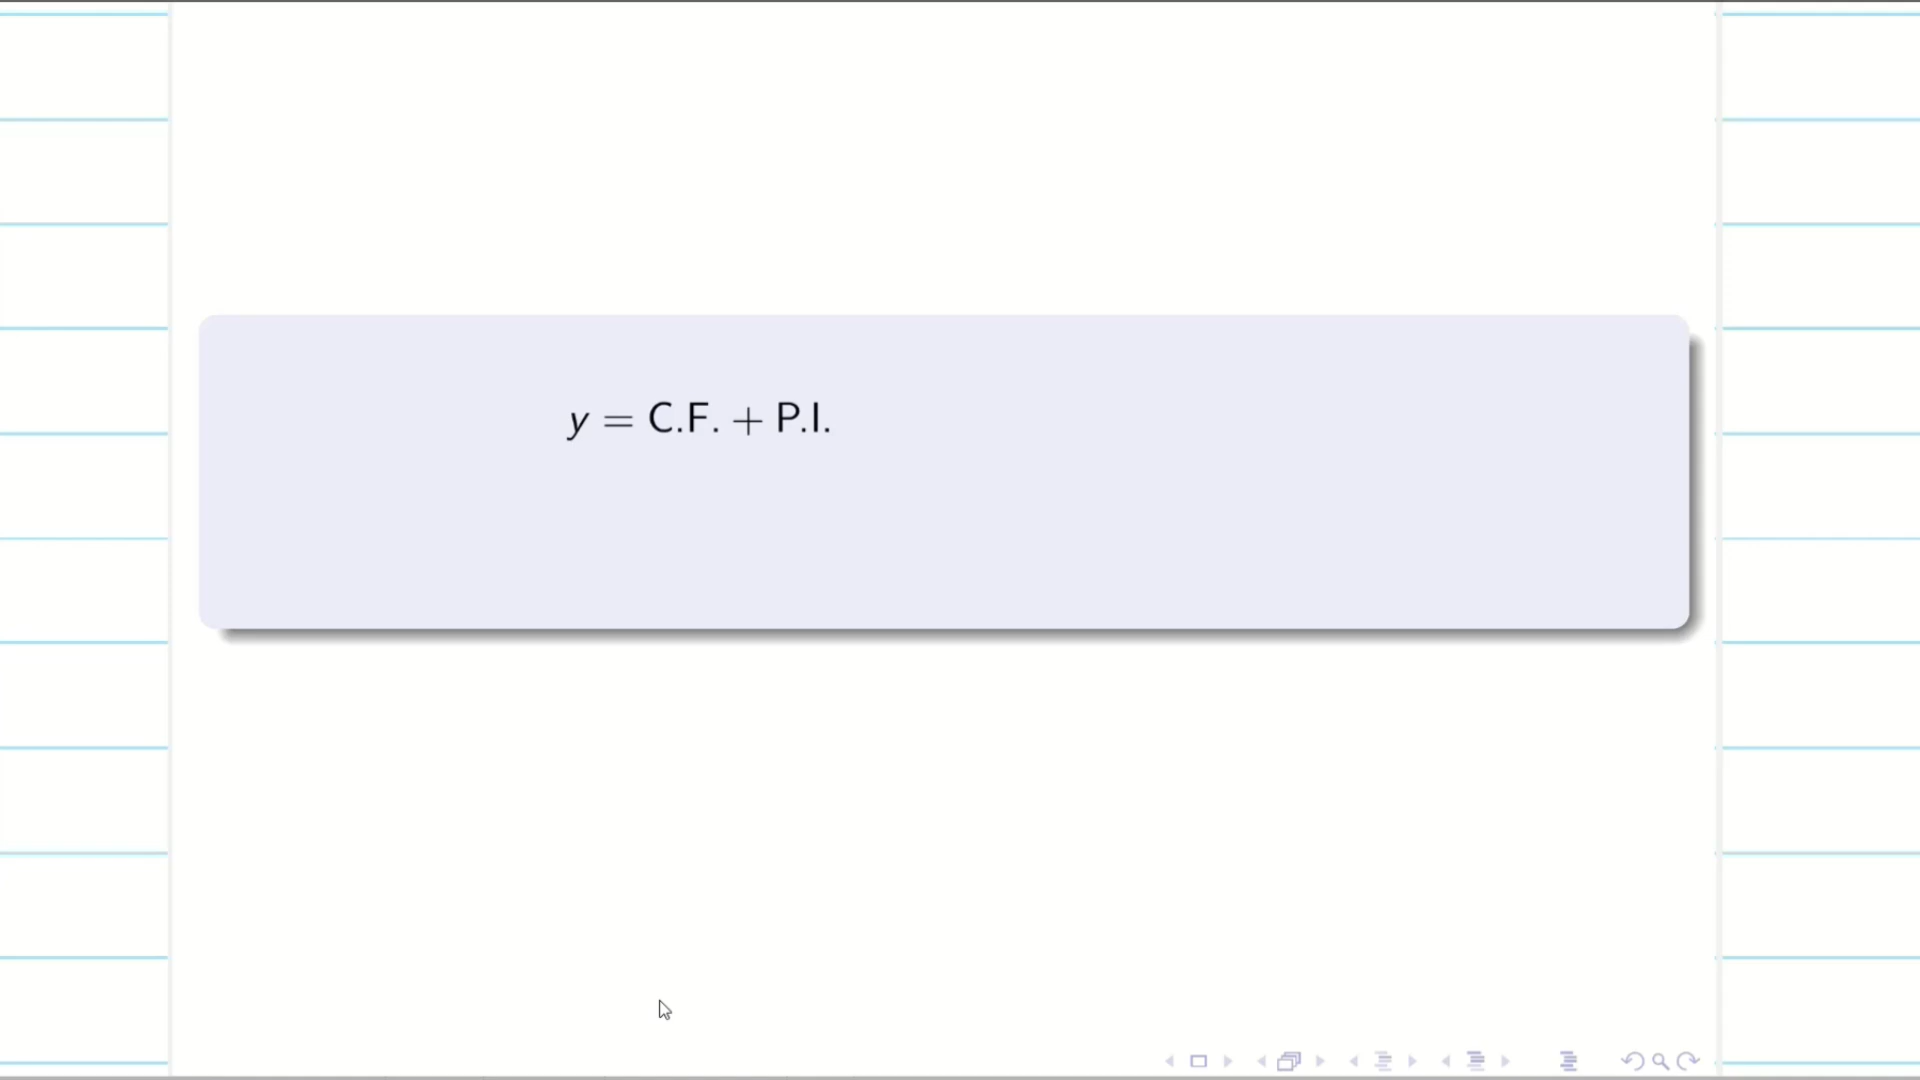 y = C.F. + P.I.